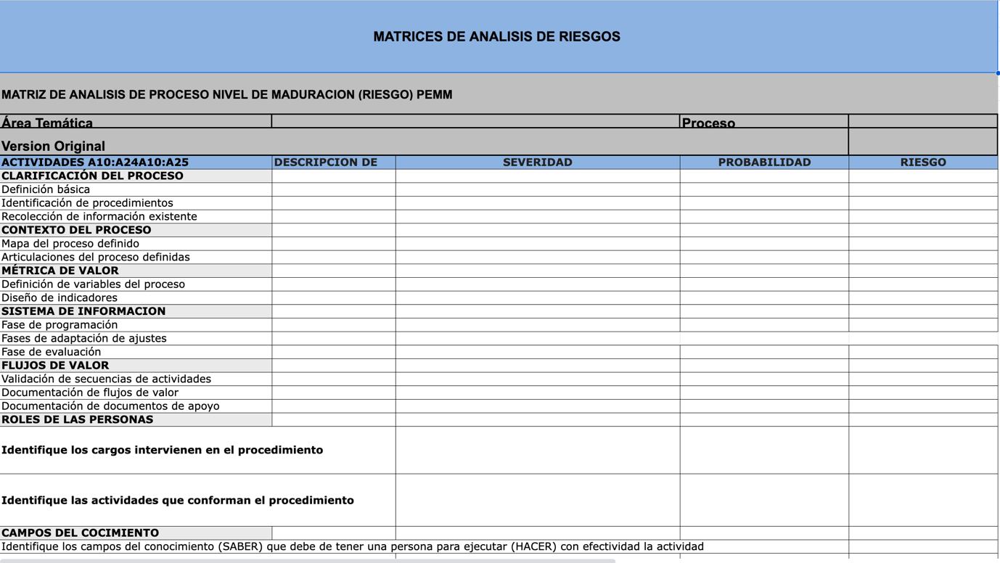 MATRICES DE ANALISIS DE RIESGOS
MATRIZ DE ANALISIS DE PROCESO NIVEL DE MADURACION (RIESGO) PEMM
Área Temática Proceso
Version Original
ACTIVIDADES A10:A24A10:A25 DESCRIPCION DE SEVERIDAD PROBABILIDAD RIESGO
CLARIFICACIÓN DEL PROCESO
Definición básica
Identificación de procedimientos
Recolección de información existente
CONTEXTO DEL PROCESO
Mapa del proceso definido
Articulaciones del proceso definidas
MÉTRICA DE VALOR
Definición de variables del proceso
Diseño de indicadores
SISTEMA DE INFORMACION
Fase de programación
Fases de adaptación de ajustes
Fase de evaluación
FLUJOS DE VALOR
Validación de secuencias de actividades
Documentación de flujos de valor
Documentación de documentos de apoyo
ROLES DE LAS PERSONAS
Identifique los cargos intervienen en el procedimiento
Identifique las actividades que conforman el procedimiento
CAMPOS DEL COCIMIENTO
Identifique los campos del conocimiento (SABER) que debe de tener una persona para ejecutar (HACER) con efectividad la actividad